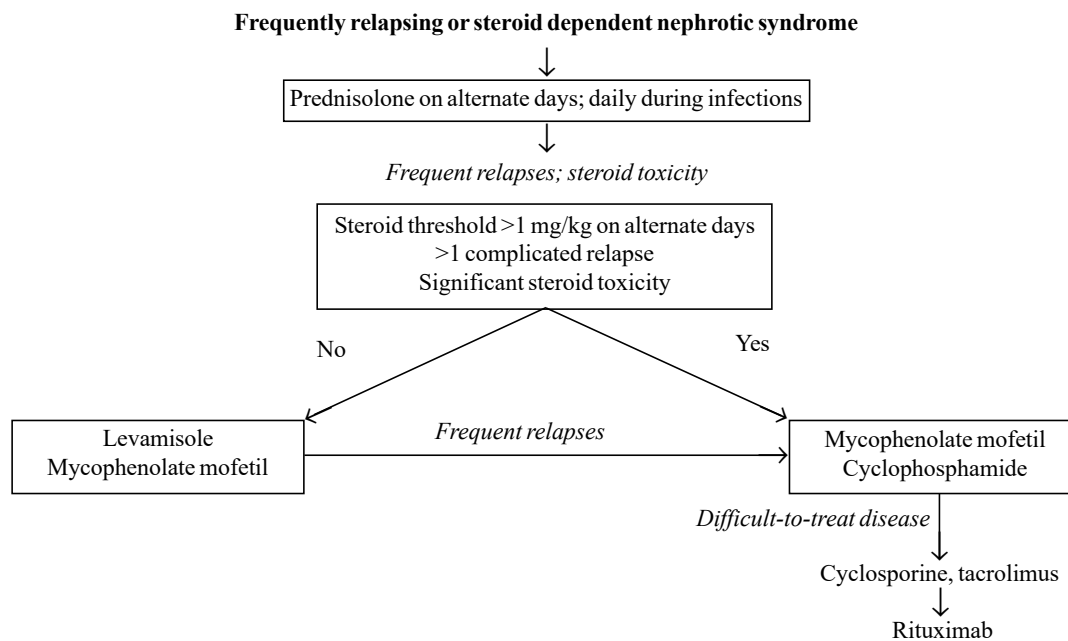 Frequently relapsing or steroid dependent nephrotic syndrome
Prednisolone on alternate days; daily during infections
Frequent relapses; steroid toxicity
Steroid threshold >1 mg/kg on alternate days
>1 complicated relapse
Significant steroid toxicity
No
Yes
Levamisole
Mycophenolate mofetil
Frequent relapses
Mycophenolate mofetil
Cyclophosphamide
Difficult-to-treat disease
Cyclosporine, tacrolimus
Rituximab